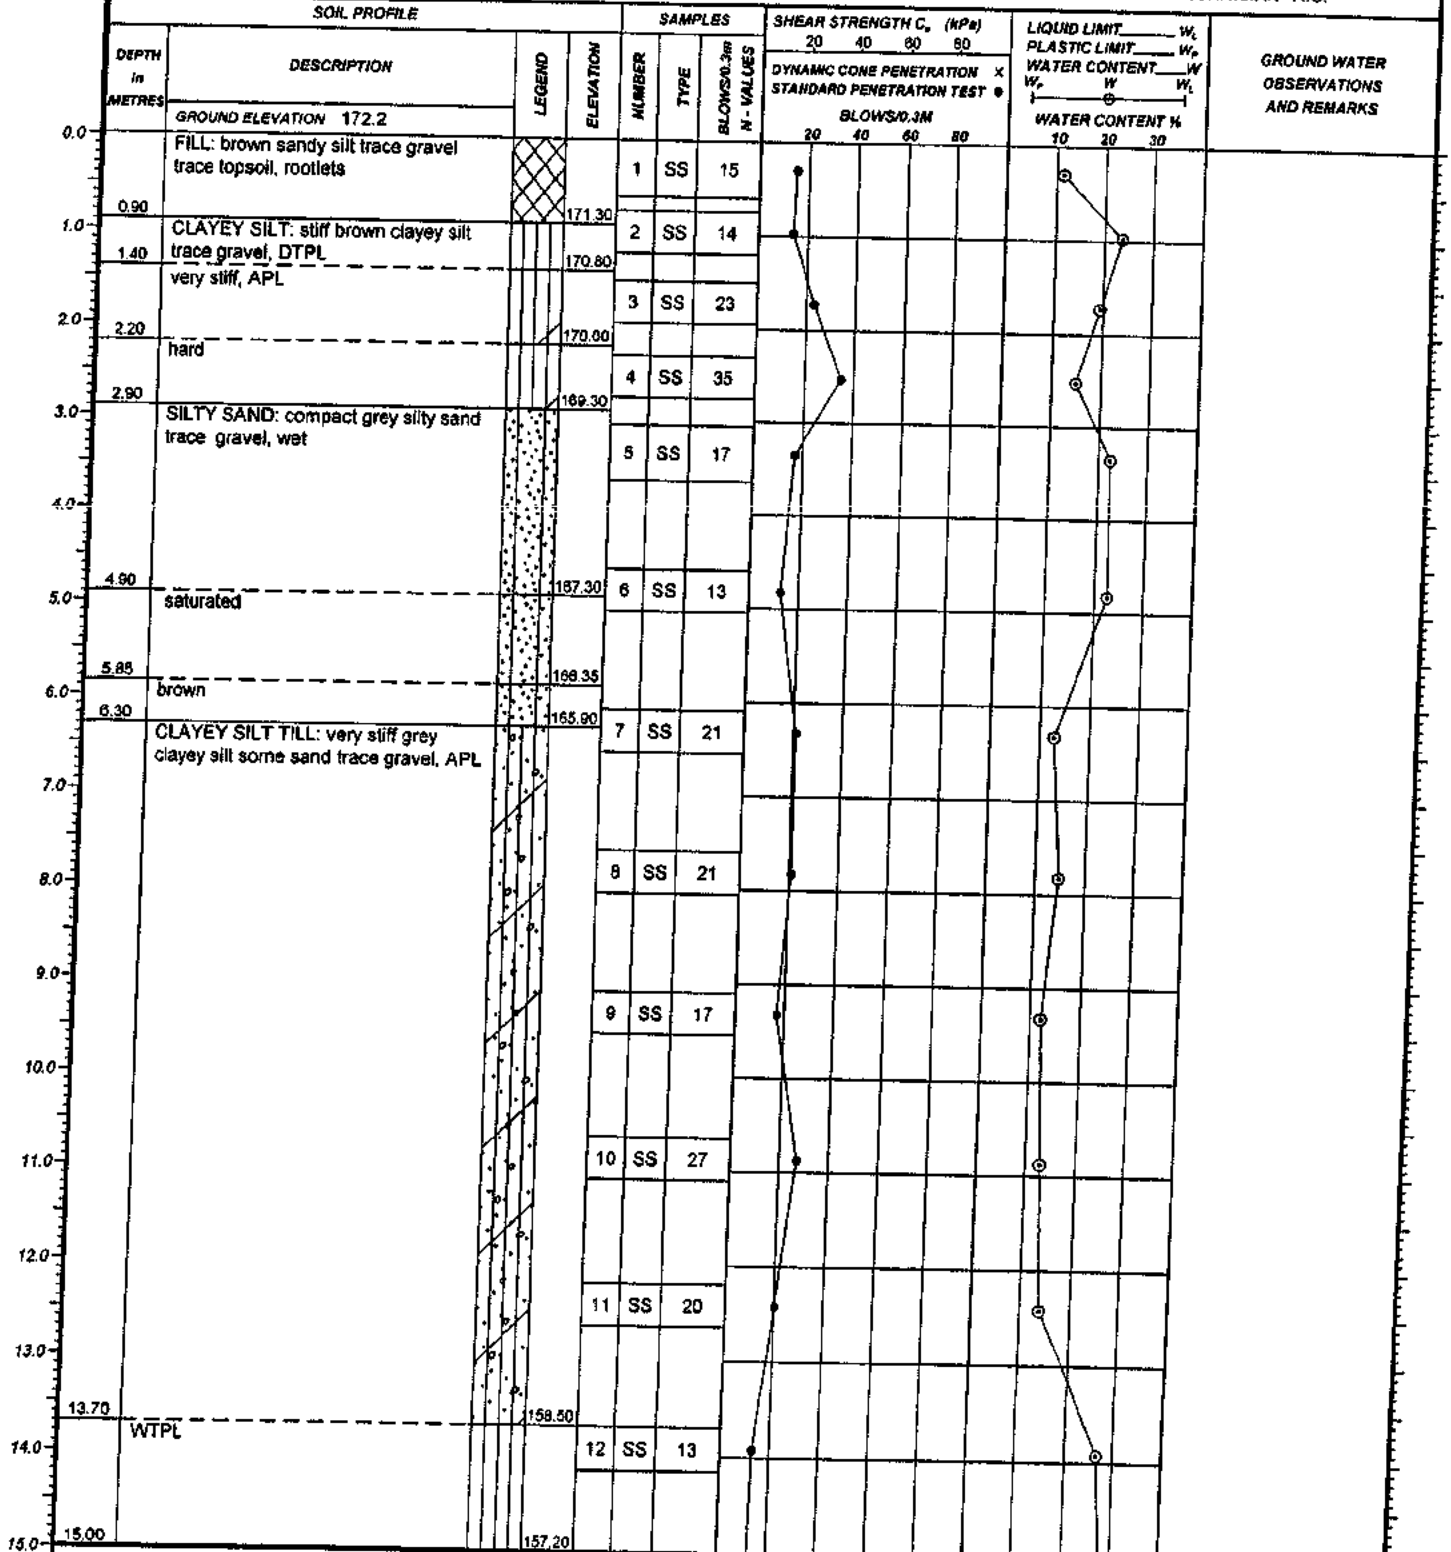 SOIL PROFILE
SAMPLES
SHEAR STRENGTH Cᵤ (kPa)
20 40 60 80
DYNAMIC CONE PENETRATION ×
STANDARD PENETRATION TEST ●
BLOWS/0.3M
20 40 60 80
LIQUID LIMIT______ W_L
PLASTIC LIMIT_____ W_P
WATER CONTENT___W
W_P W W_L
WATER CONTENT %
10 20 30
GROUND WATER
OBSERVATIONS
AND REMARKS
DEPTH
in
METRES
DESCRIPTION
LEGEND
ELEVATION
NUMBER
TYPE
BLOWS/0.3m
N - VALUES
GROUND ELEVATION 172.2
0.0
FILL: brown sandy silt trace gravel
trace topsoil, rootlets
1 SS 15
0.90 171.30
1.0
CLAYEY SILT: stiff brown clayey silt
trace gravel, DTPL
2 SS 14
1.40 170.80
very stiff, APL
3 SS 23
2.0
2.20 170.00
hard
4 SS 35
2.90 169.30
3.0
SILTY SAND: compact grey silty sand
trace gravel, wet
5 SS 17
4.0
4.90 167.30
5.0
saturated
6 SS 13
5.85 166.35
6.0
brown
6.30 165.90
CLAYEY SILT TILL: very stiff grey
clayey silt some sand trace gravel, APL
7 SS 21
7.0
8.0
8 SS 21
9.0
9 SS 17
10.0
11.0
10 SS 27
12.0
11 SS 20
13.0
13.70 158.50
WTPL
14.0
12 SS 13
15.0
15.00 157.20